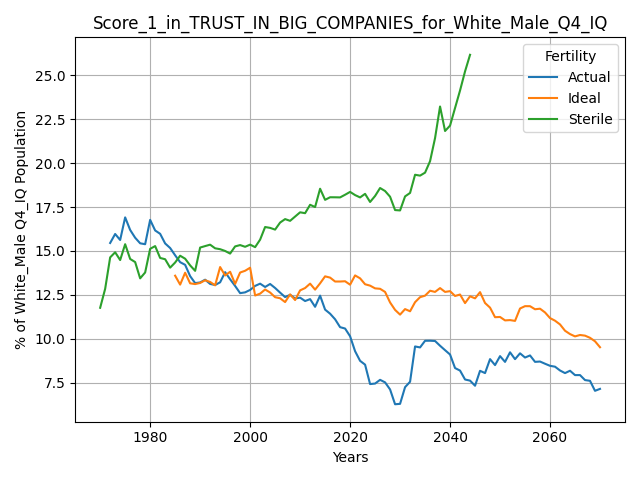 Score_1_in_TRUST_IN_BIG_COMPANIES_for_White_Male_Q4_IQ
% of White_Male Q4_IQ Population
25.0
22.5
20.0
17.5
15.0
12.5
10.0
7.5
Fertility
Actual
Ideal
Sterile
1980
2000
2020
2040
2060
Years